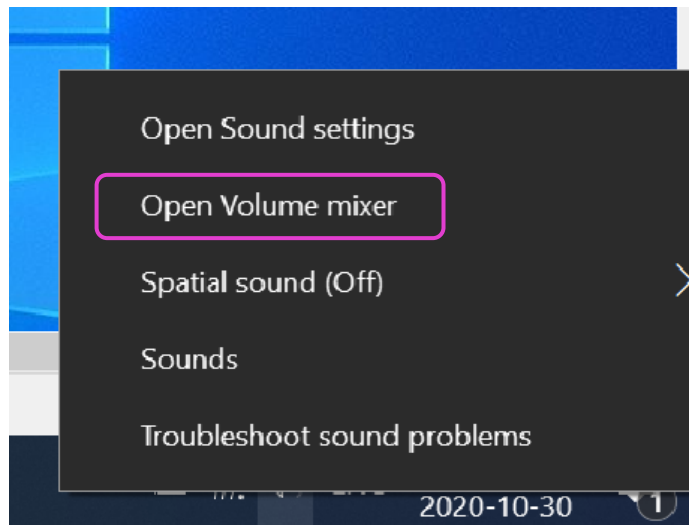 Open Sound settings
Open Volume mixer
Spatial sound (Off)
Sounds
Troubleshoot sound problems
2020-10-30
1